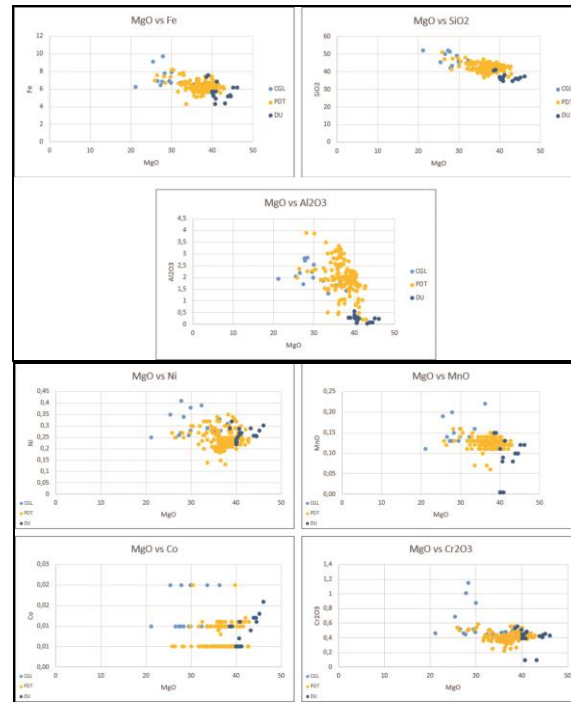 MgO vs Fe
12
10
8
6
4
2
0
Fe
0 10 20 30 40 50
MgO
CGL
PDT
DU
MgO vs SiO2
60
50
40
30
20
10
0
SiO2
0 10 20 30 40 50
MgO
CGL
PDT
DU
MgO vs Al2O3
4,5
4
3,5
3
2,5
2
1,5
1
0,5
0
Al2O3
0 10 20 30 40 50
MgO
CGL
PDT
DU
MgO vs Ni
0,45
0,4
0,35
0,3
0,25
0,2
0,15
0,1
0,05
0
Ni
0 10 20 30 40 50
MgO
CGL
PDT
DU
MgO vs MnO
0,25
0,20
0,15
0,10
0,05
0,00
MnO
0 10 20 30 40 50
MgO
CGL
PDT
DU
MgO vs Co
0,03
0,02
0,02
0,01
0,01
0,00
Co
0 10 20 30 40 50
MgO
CGL
PDT
DU
MgO vs Cr2O3
1,4
1,2
1
0,8
0,6
0,4
0,2
0
Cr2O3
0 10 20 30 40 50
MgO
CGL
PDT
DU